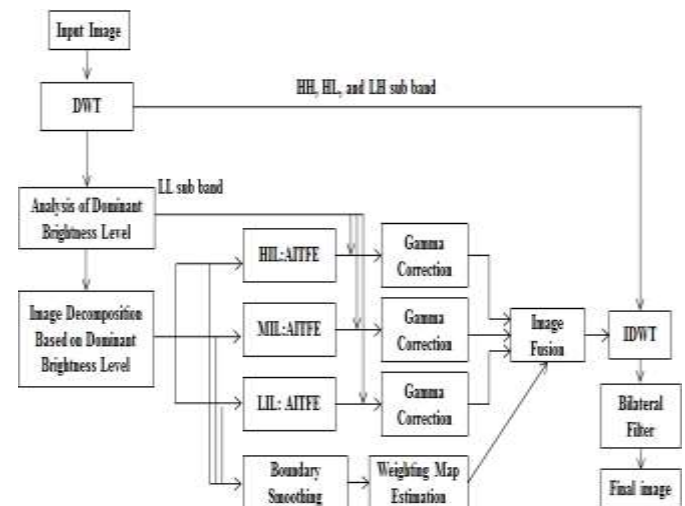 Input Image
DWT
HH, HL, and LH sub band
LL sub band
Analysis of Dominant
Brightness Level
HIL:AITFE
Gamma
Correction
Image Decomposition
Based on Dominant
Brightness Level
MIL:AITFE
Gamma
Correction
Image
Fusion
IDWT
LIL: AITFE
Gamma
Correction
Bilateral
Filter
Boundary
Smoothing
Weighting Map
Estimation
Final image